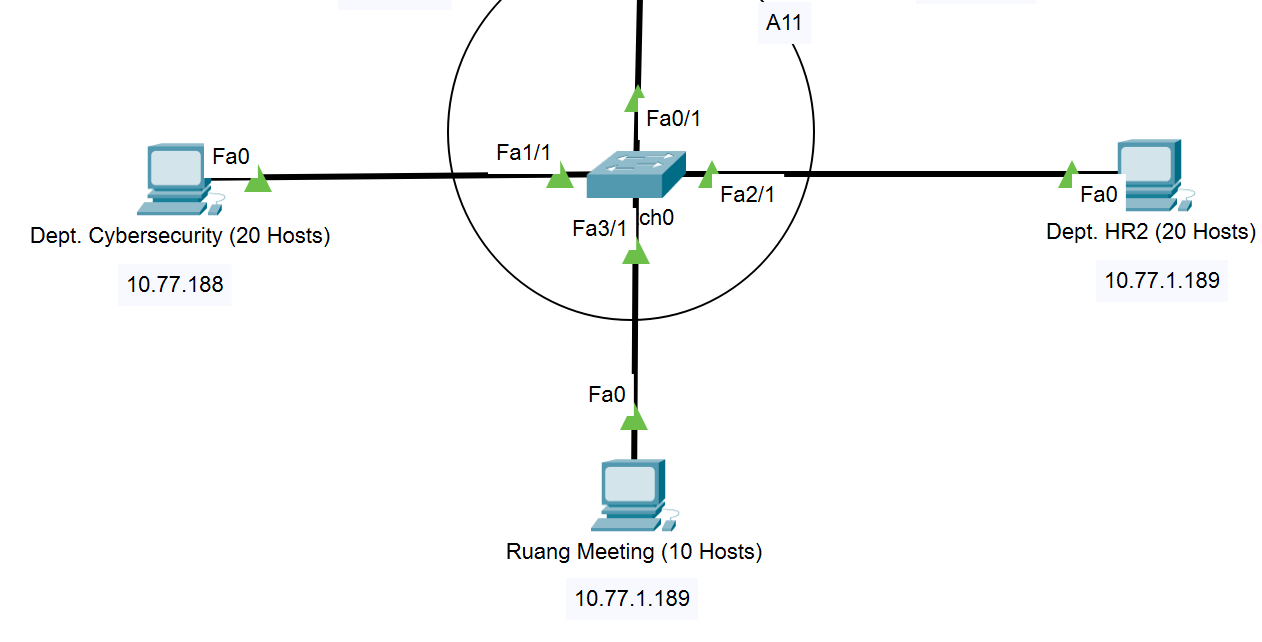 A11
Fa0/1
Fa1/1
Fa0
Fa2/1
Fa0
ch0
Fa3/1
Dept. Cybersecurity (20 Hosts)
Dept. HR2 (20 Hosts)
10.77.188
10.77.1.189
Fa0
Ruang Meeting (10 Hosts)
10.77.1.189